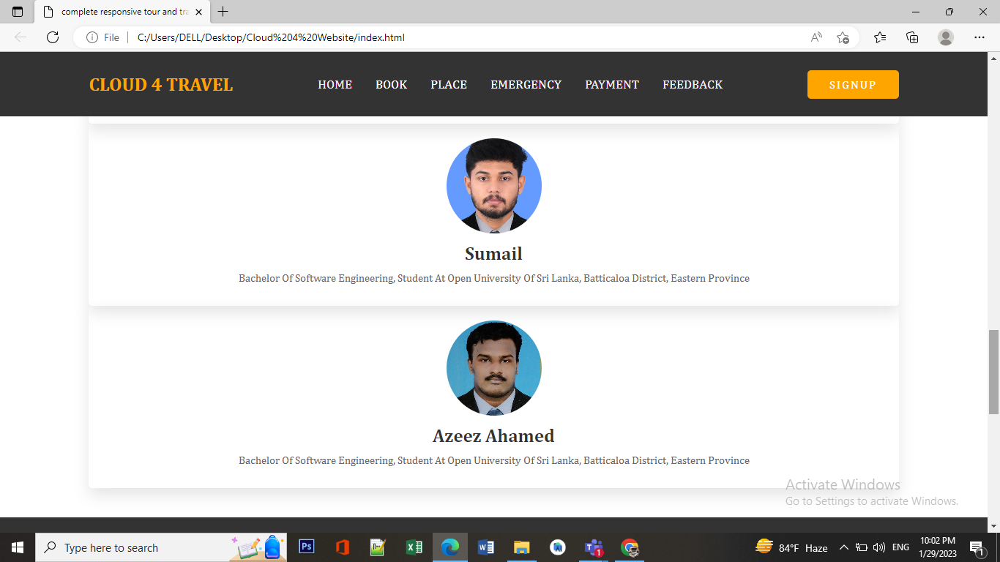 complete responsive tour and tra
File
C:/Users/DELL/Desktop/Cloud%204%20Website/index.html
CLOUD 4 TRAVEL
HOME BOOK PLACE EMERGENCY PAYMENT FEEDBACK
SIGNUP
Sumail
Bachelor Of Software Engineering, Student At Open University Of Sri Lanka, Batticaloa District, Eastern Province
Azeez Ahamed
Bachelor Of Software Engineering, Student At Open University Of Sri Lanka, Batticaloa District, Eastern Province
Activate Windows
Go to Settings to activate Windows.
Type here to search
Ps
84°F Haze
ENG
10:02 PM
1/29/2023